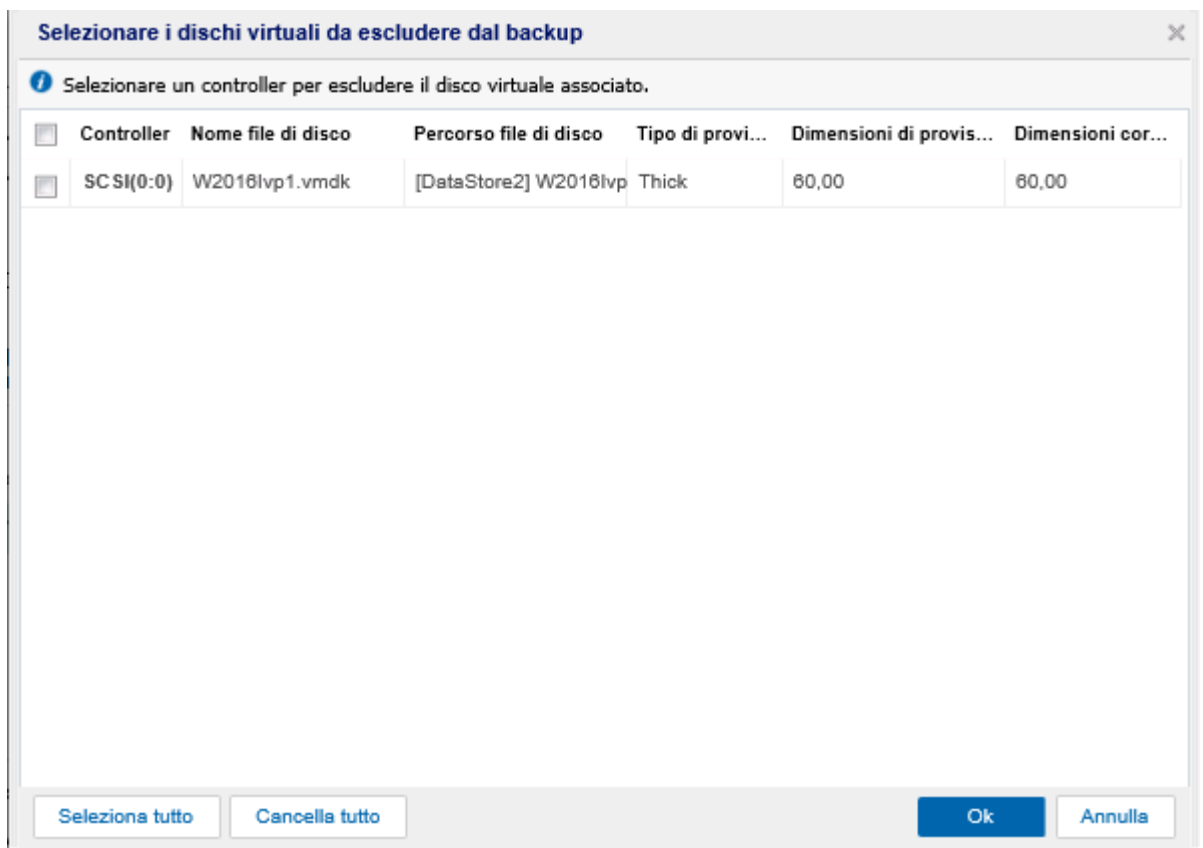 Selezionare i dischi virtuali da escludere dal backup
Selezionare un controller per escludere il disco virtuale associato.
Controller Nome file di disco Percorso file di disco Tipo di provi... Dimensioni di provis... Dimensioni cor...
SCSI(0:0) W2016lvp1.vmdk [DataStore2] W2016lvp Thick 60,00 60,00
Seleziona tutto Cancella tutto Ok Annulla